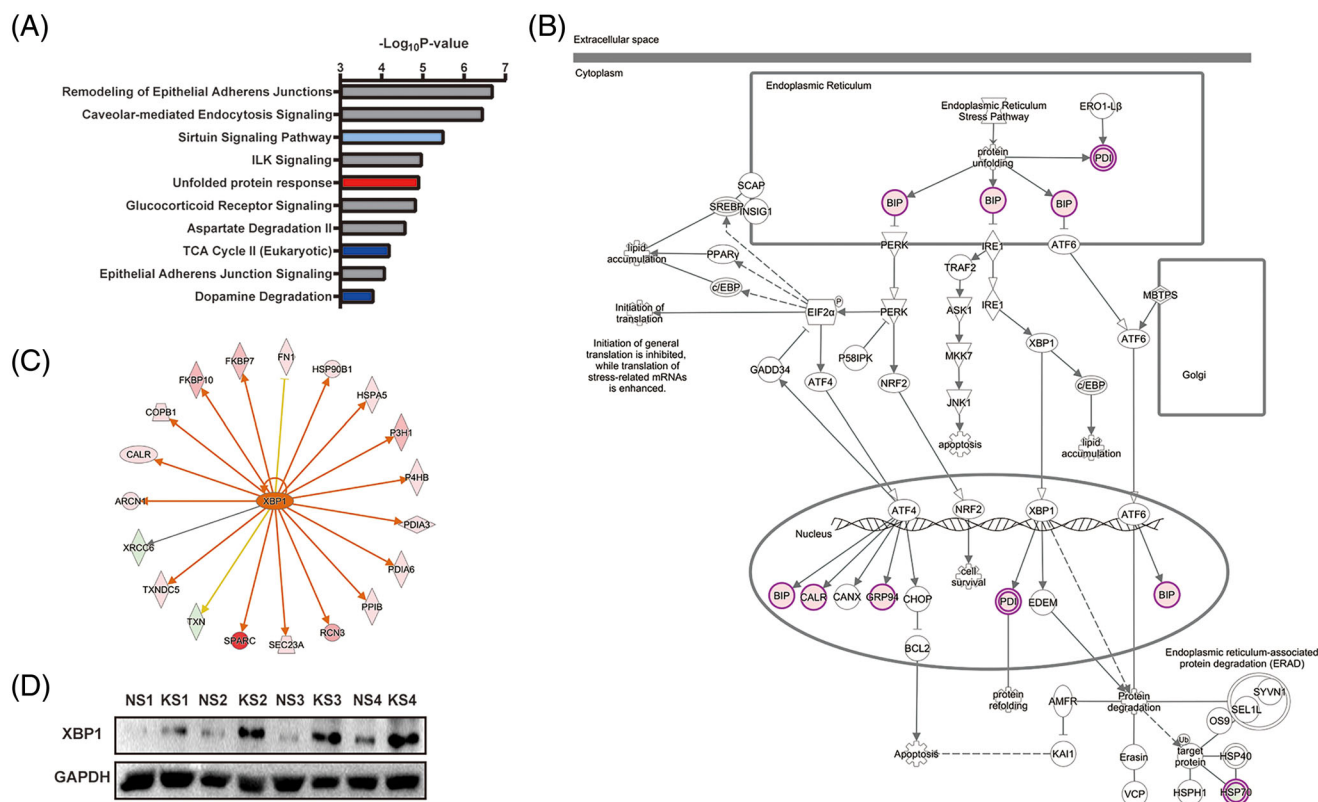 (A)
-Log10P-value
3 4 5 6 7
Remodeling of Epithelial Adherens Junctions
Caveolar-mediated Endocytosis Signaling
Sirtuin Signaling Pathway
ILK Signaling
Unfolded protein response
Glucocorticoid Receptor Signaling
Aspartate Degradation II
TCA Cycle II (Eukaryotic)
Epithelial Adherens Junction Signaling
Dopamine Degradation
(B)
Extracellular space
Cytoplasm
Endoplasmic Reticulum
Endoplasmic Reticulum
Stress Pathway
ERO1-Lβ
protein
unfolding
PDI
BIP
BIP
BIP
SCAP
SREBP
INSIG1
lipid
accumulation
PPARγ
c/EBP
PERK
IRE1
ATF6
TRAF2
MBTPS
Initiation of
translation
EIF2α
P
PERK
ASK1
IRE1
XBP1
ATF6
Golgi
Initiation of general
translation is inhibited,
while translation of
stress-related mRNAs
is enhanced.
GADD34
P58IPK
ATF4
NRF2
MKK7
c/EBP
JNK1
apoptosis
lipid
accumulation
Nucleus
ATF4
NRF2
XBP1
ATF6
cell
survival
BIP
CALR
CANX
GRP94
CHOP
PDI
EDEM
BIP
BCL2
Endoplasmic reticulum-associated
protein degradation (ERAD)
protein
refolding
AMFR
Protein
degradation
SYVN1
SEL1L
OS9
Apoptosis
KAI1
Ub
target
protein
HSP40
Erasin
VCP
HSPH1
HSP70
(C)
FN1
FKBP7
HSP90B1
FKBP10
HSPA5
COPB1
P3H1
CALR
P4HB
XBP1
ARCN1
PDIA3
XRCC6
PDIA6
TXNDC5
PPIB
TXN
RCN3
SPARC
SEC23A
(D)
NS1 KS1 NS2 KS2 NS3 KS3 NS4 KS4
XBP1
GAPDH